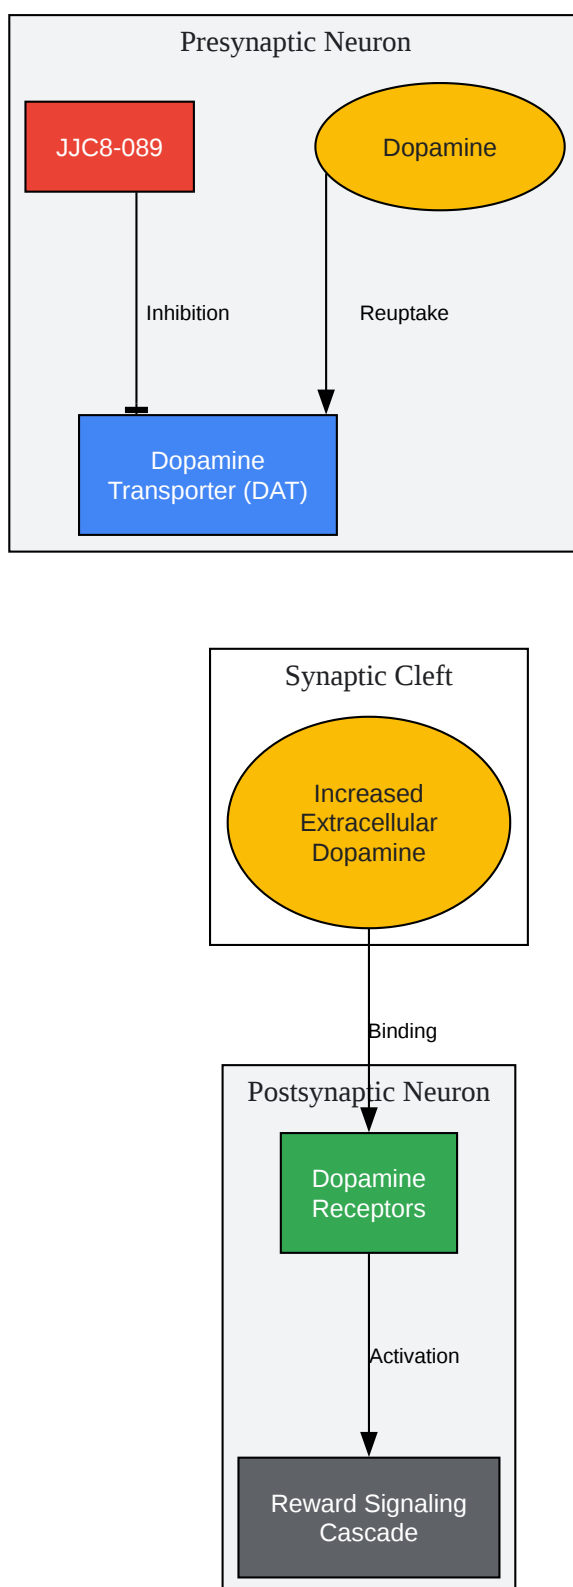 Presynaptic Neuron
JJC8-089
Dopamine
Inhibition
Reuptake
Dopamine
Transporter (DAT)
Synaptic Cleft
Increased
Extracellular
Dopamine
Binding
Postsynaptic Neuron
Dopamine
Receptors
Activation
Reward Signaling
Cascade